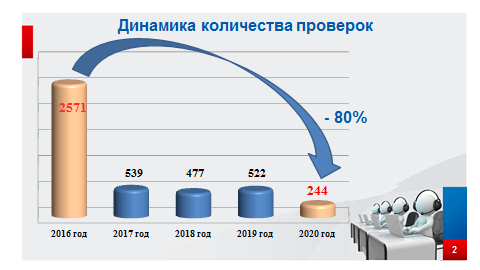 Динамика количества проверок
2571
- 80%
539
477
522
244
2016 год
2017 год
2018 год
2019 год
2020 год
2